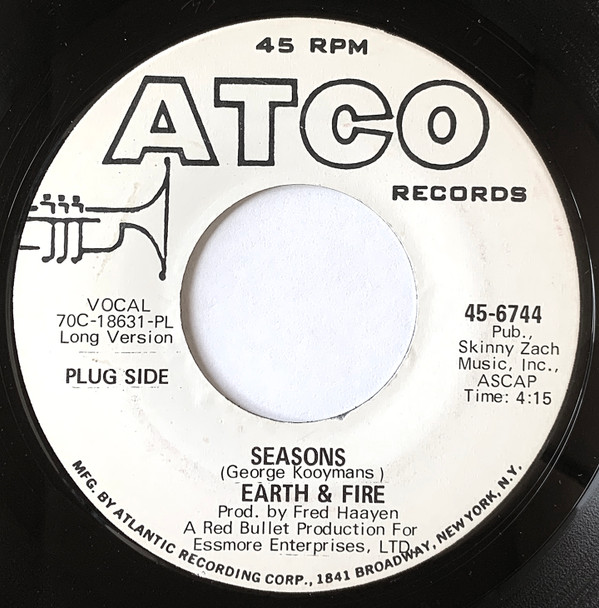 45 RPM
ATCO
RECORDS
VOCAL
70C-18631-PL
Long Version
PLUG SIDE
45-6744
Pub.,
Skinny Zach
Music, Inc.,
ASCAP
Time: 4:15
SEASONS
(George Kooymans)
EARTH & FIRE
Prod. by Fred Haayen
A Red Bullet Production For
Essmore Enterprises, LTD.
MFG. BY ATLANTIC RECORDING CORP., 1841 BROADWAY, NEW YORK, N.Y.